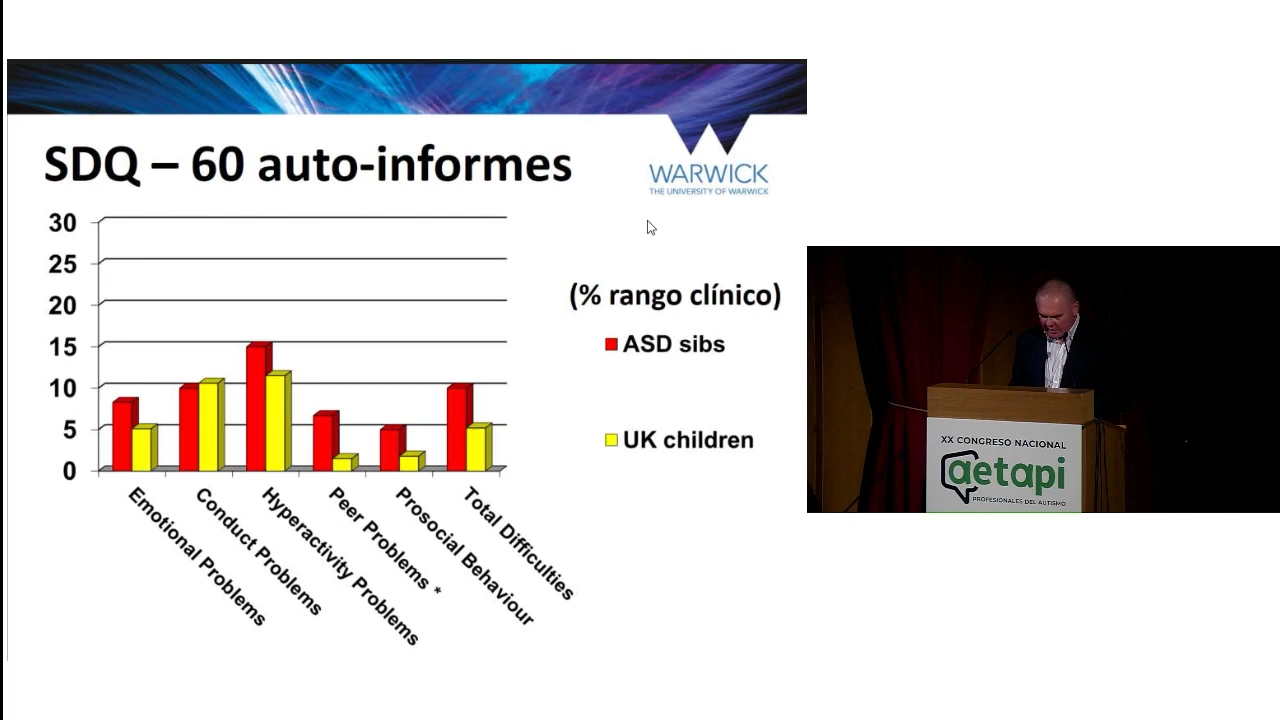 SDQ – 60 auto-informes
WARWICK
THE UNIVERSITY OF WARWICK
30
25
20
15
10
5
0
Emotional Problems
Conduct Problems
Hyperactivity Problems
Peer Problems *
Prosocial Behaviour
Total Difficulties
(% rango clínico)
ASD sibs
UK children
XX CONGRESO NACIONAL
aetapi
PROFESIONALES DEL AUTISMO